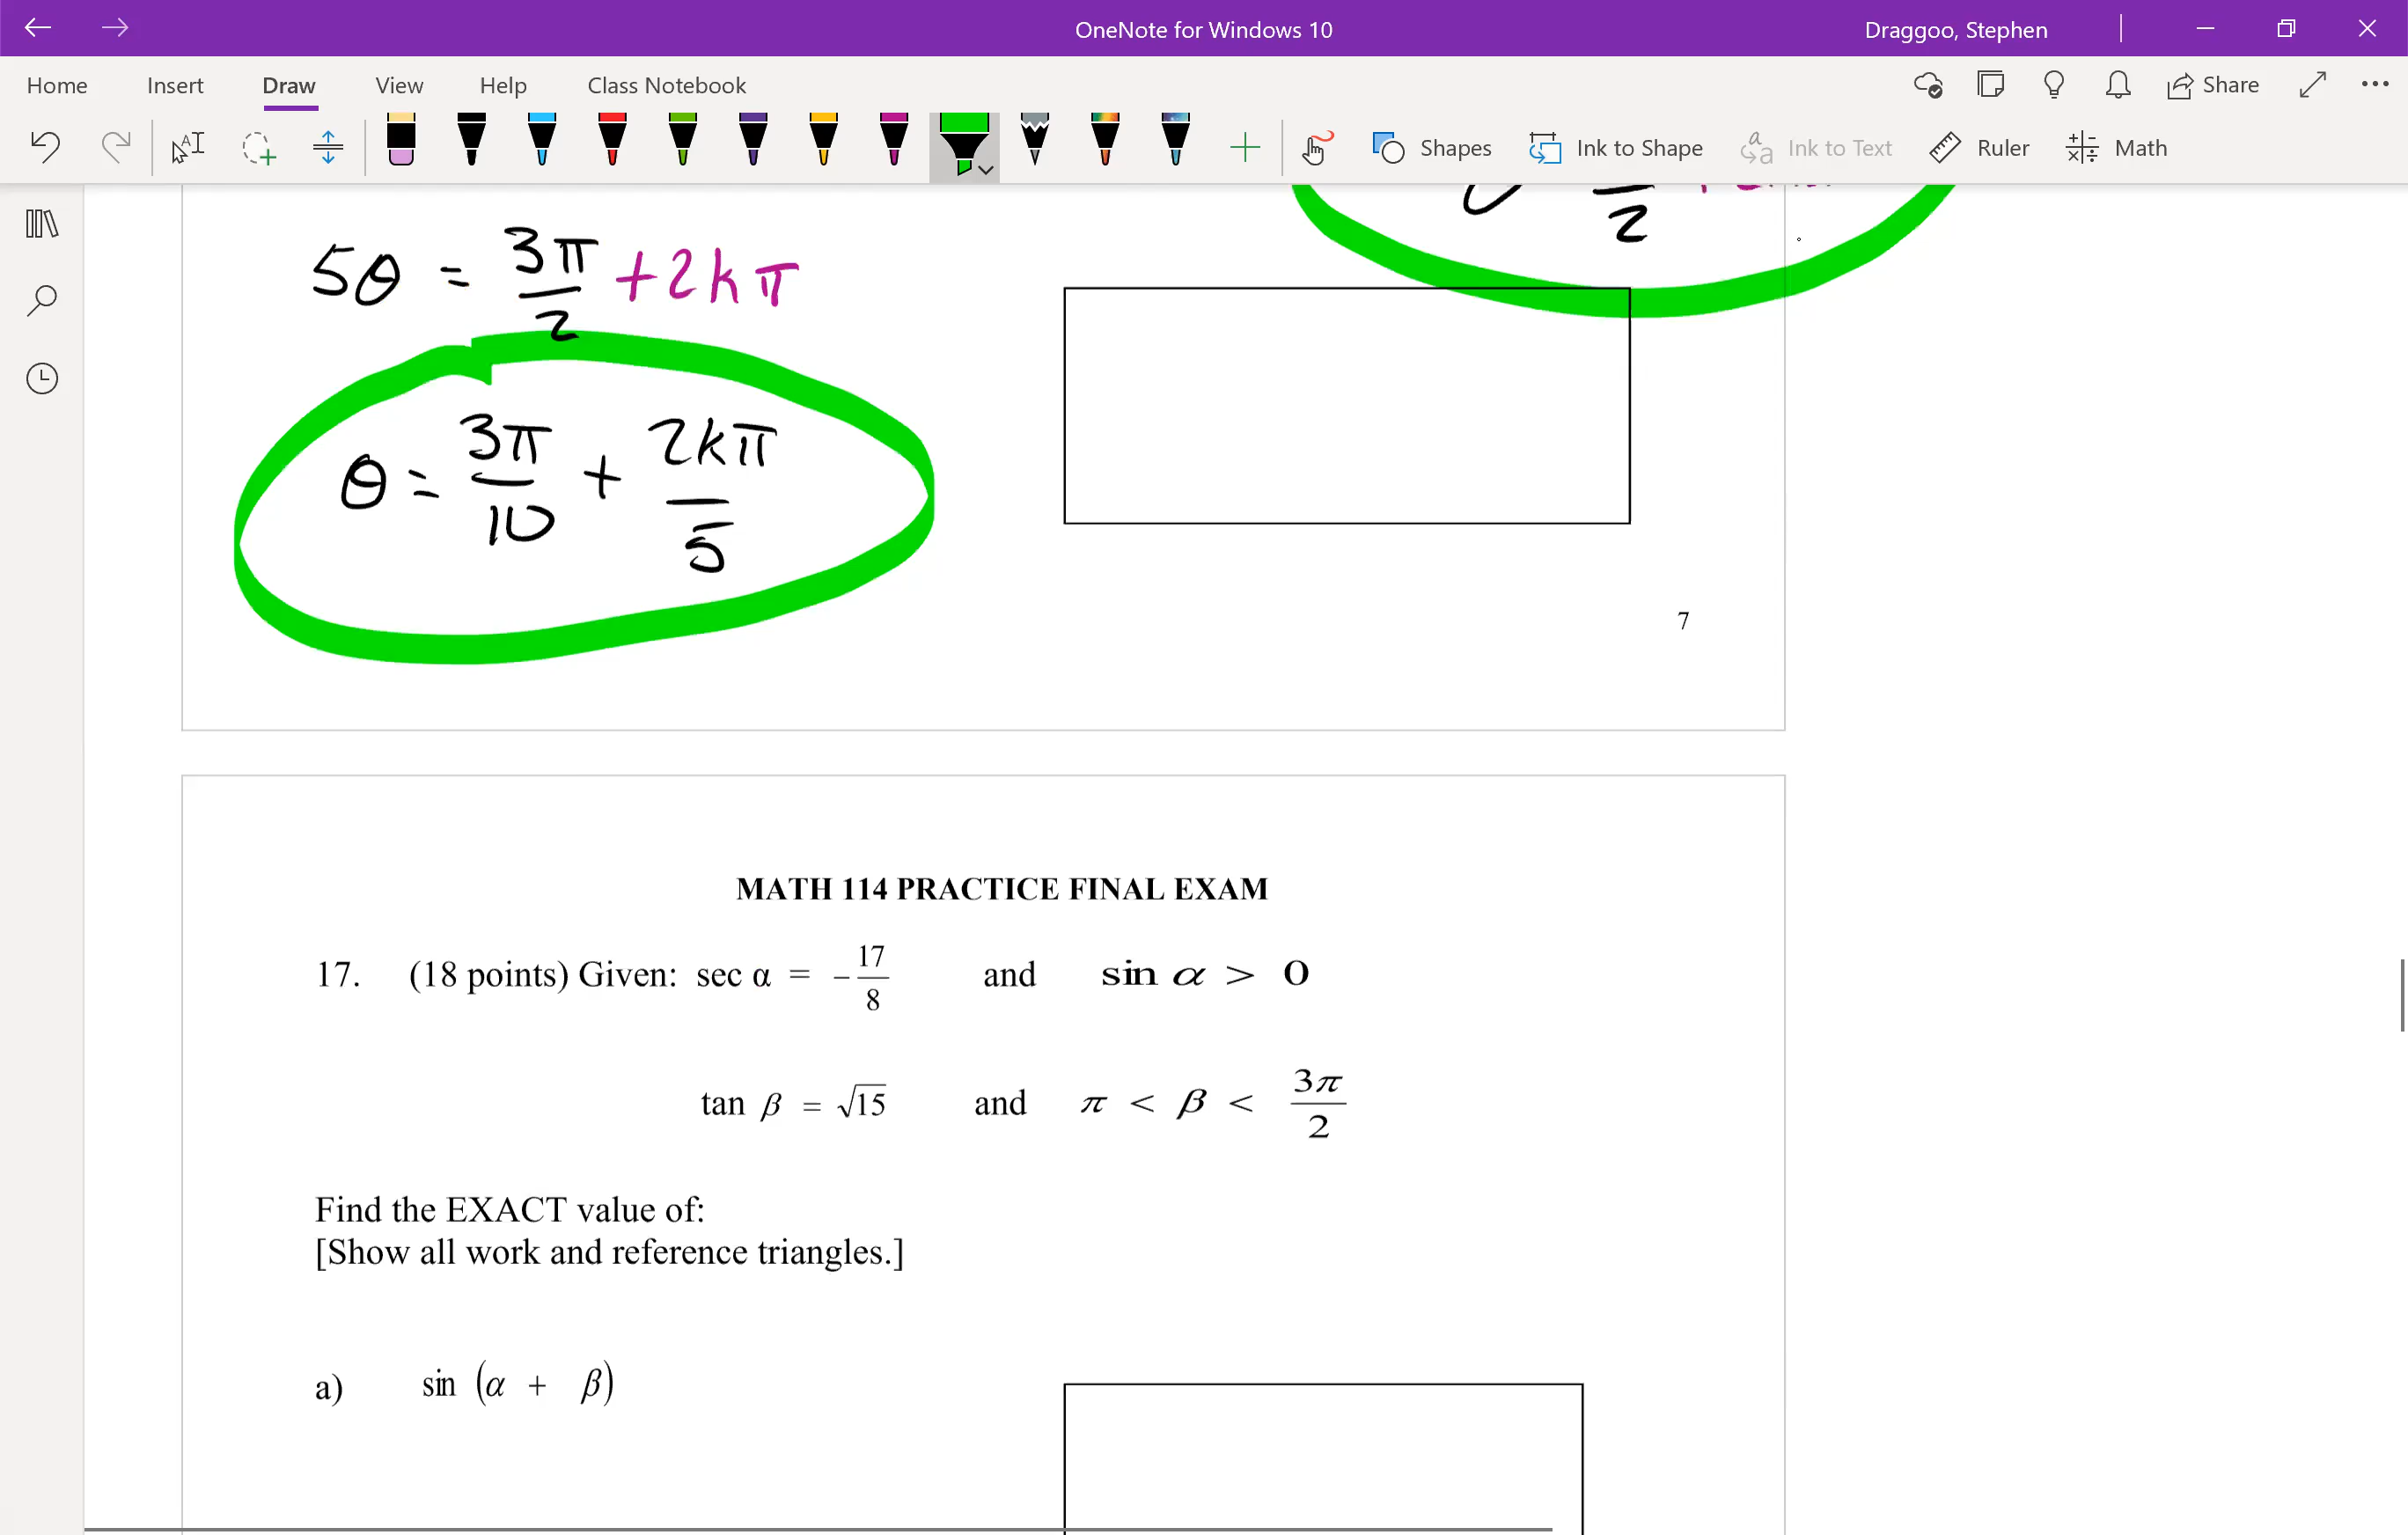 OneNote for Windows 10
Draggoo, Stephen
Home Insert Draw View Help Class Notebook Share
Shapes Ink to Shape Ink to Text Ruler Math
2
5θ = 3π/2 + 2kπ
θ = 3π/10 + 2kπ/5
7
MATH 114 PRACTICE FINAL EXAM
17. (18 points) Given: sec α = −17/8 and sin α > 0
tan β = √15 and π < β < 3π/2
Find the EXACT value of:
[Show all work and reference triangles.]
a) sin (α + β)